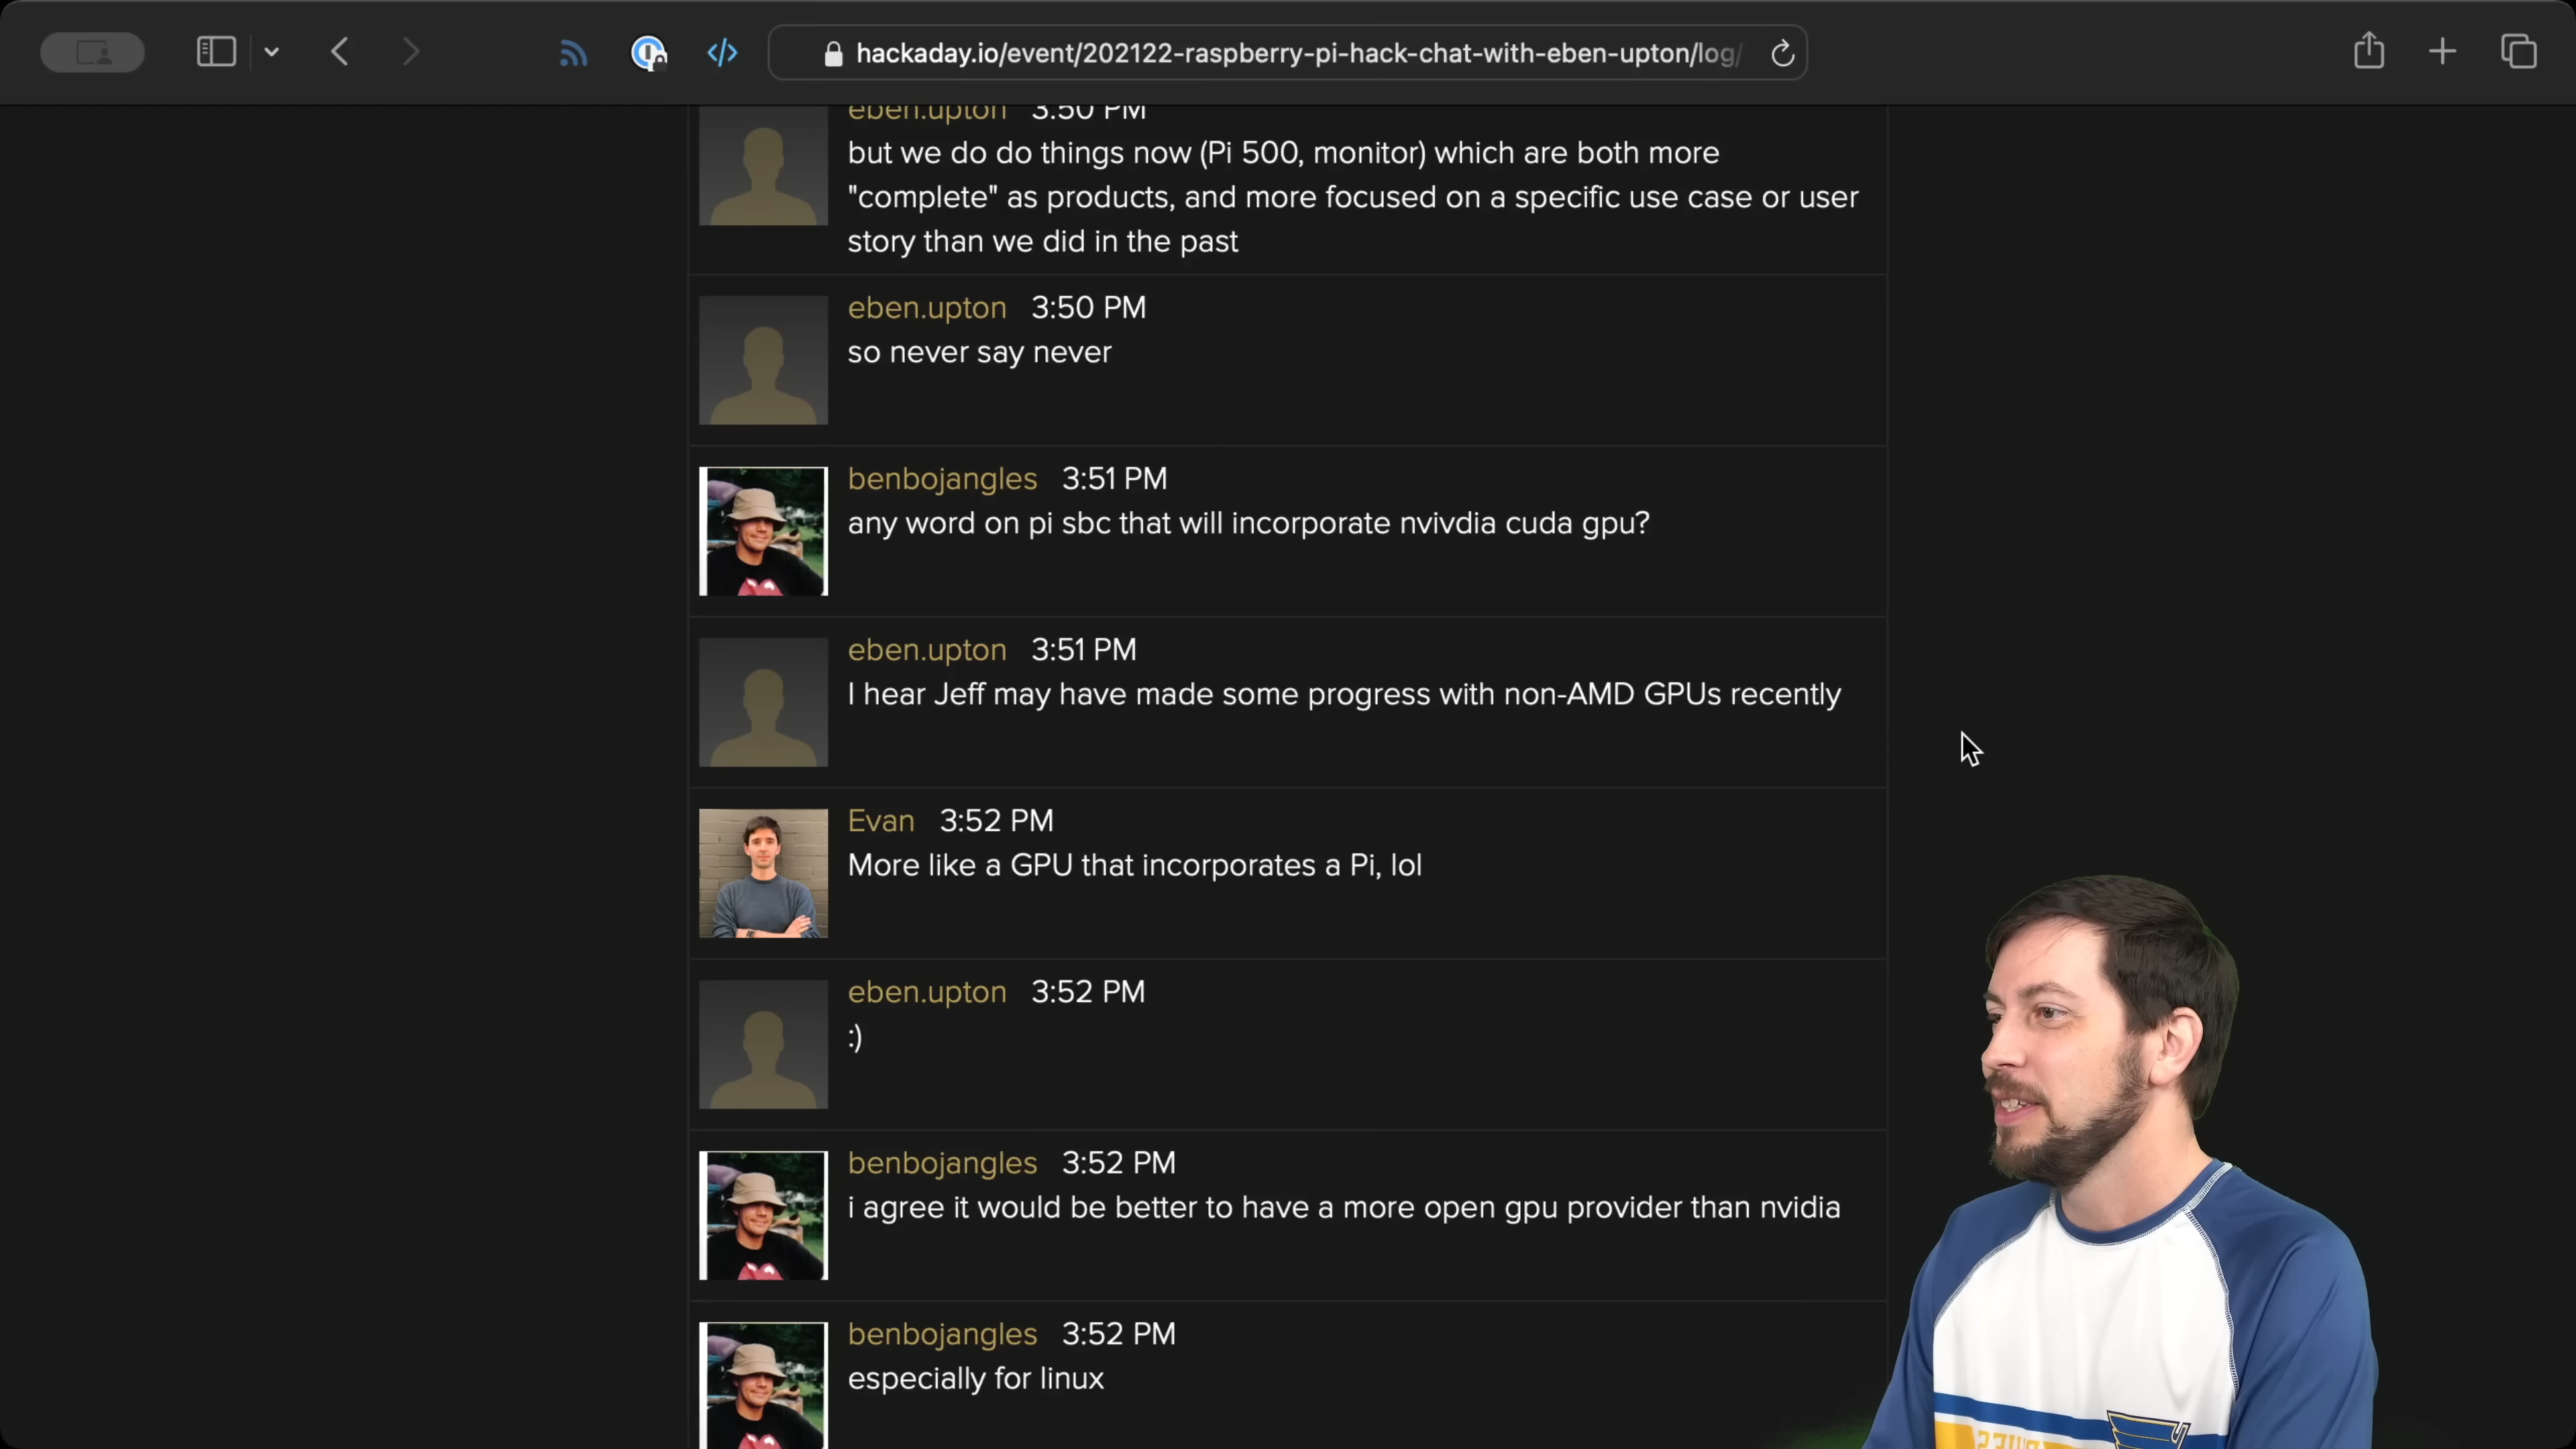 hackaday.io/event/202122-raspberry-pi-hack-chat-with-eben-upton/log/
eben.upton 3:50 PM
but we do do things now (Pi 500, monitor) which are both more
"complete" as products, and more focused on a specific use case or user
story than we did in the past
eben.upton 3:50 PM
so never say never
benbojangles 3:51 PM
any word on pi sbc that will incorporate nvivdia cuda gpu?
eben.upton 3:51 PM
I hear Jeff may have made some progress with non-AMD GPUs recently
Evan 3:52 PM
More like a GPU that incorporates a Pi, lol
eben.upton 3:52 PM
:)
benbojangles 3:52 PM
i agree it would be better to have a more open gpu provider than nvidia
benbojangles 3:52 PM
especially for linux